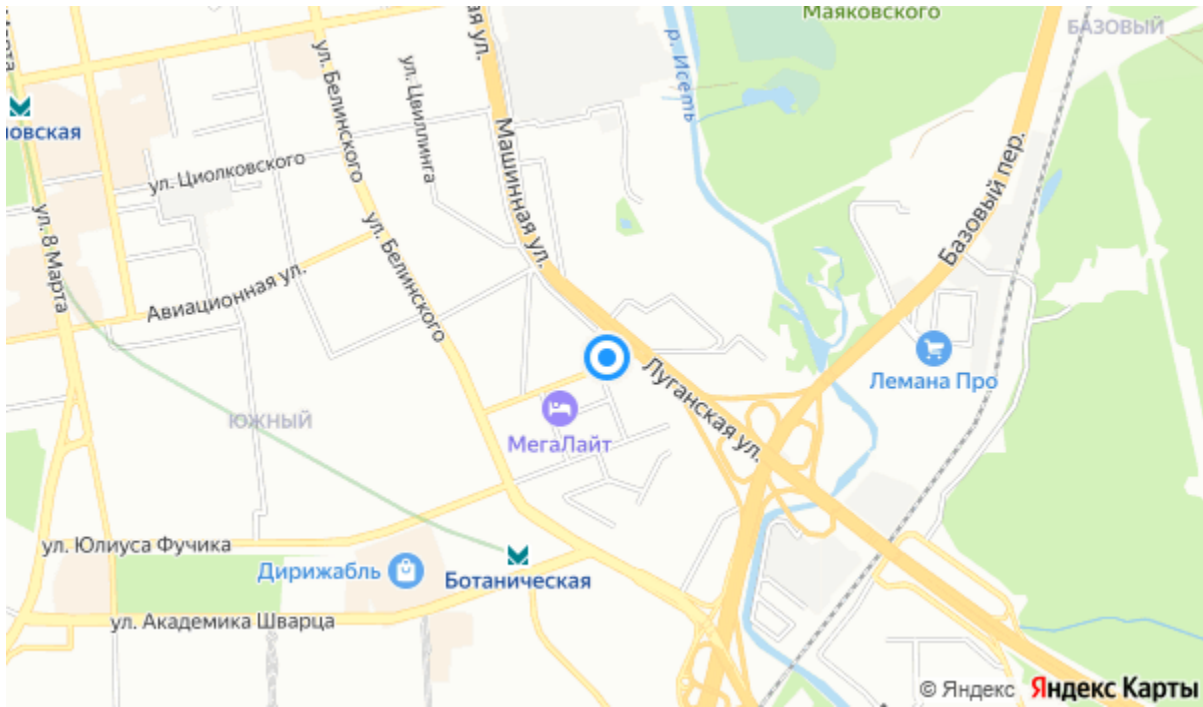 Маяковского
БАЗОВЫЙ
ая ул.
Марта
ул. Белинского
ул. Цвиллинга
р. Исеть
овская
ул. Циолковского
Машинная ул.
Базовый пер.
ул. 8 Марта
ул. Белинского
Авиационная ул.
Лемана Про
Луганская ул.
ЮЖНЫЙ
МегаЛайт
ул. Юлиуса Фучика
Дирижабль
Ботаническая
ул. Академика Шварца
© Яндекс Яндекс Карты